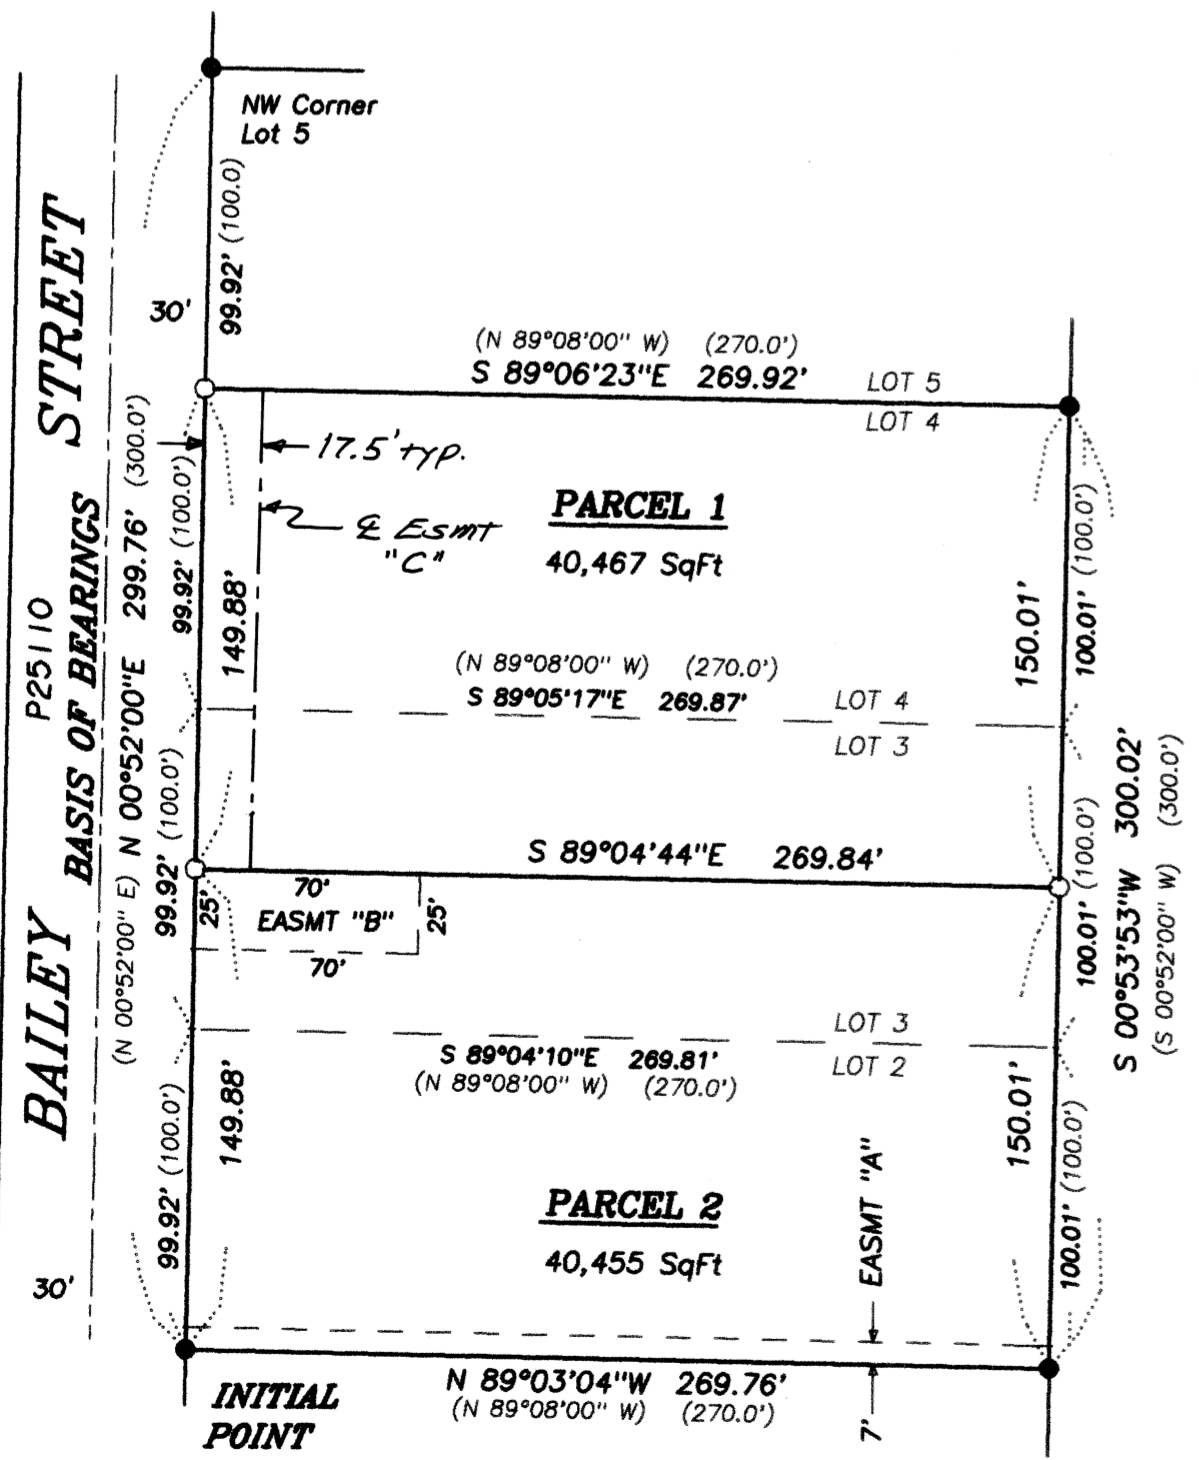 NW Corner
Lot 5
99.92' (100.0)
30'
(N 89°08'00" W) (270.0')
S 89°06'23"E 269.92'
LOT 5
LOT 4
17.5' typ.
℄ Esmt
"C"
PARCEL 1
40,467 SqFt
99.92' (100.0')
149.88'
150.01'
100.01' (100.0')
(N 89°08'00" W) (270.0')
S 89°05'17"E 269.87'
LOT 4
LOT 3
BAILEY STREET
P25110
BASIS OF BEARINGS
N 00°52'00"E 299.76' (300.0')
(N 00°52'00" E)
99.92' (100.0')
S 89°04'44"E 269.84'
100.01' (100.0')
S 00°53'53"W 300.02'
(S 00°52'00" W) (300.0')
70'
25'
EASMT "B"
25'
70'
LOT 3
LOT 2
S 89°04'10"E 269.81'
(N 89°08'00" W) (270.0')
99.92' (100.0')
149.88'
150.01'
100.01' (100.0')
PARCEL 2
40,455 SqFt
EASMT "A"
30'
N 89°03'04"W 269.76'
(N 89°08'00" W) (270.0')
7'
INITIAL
POINT